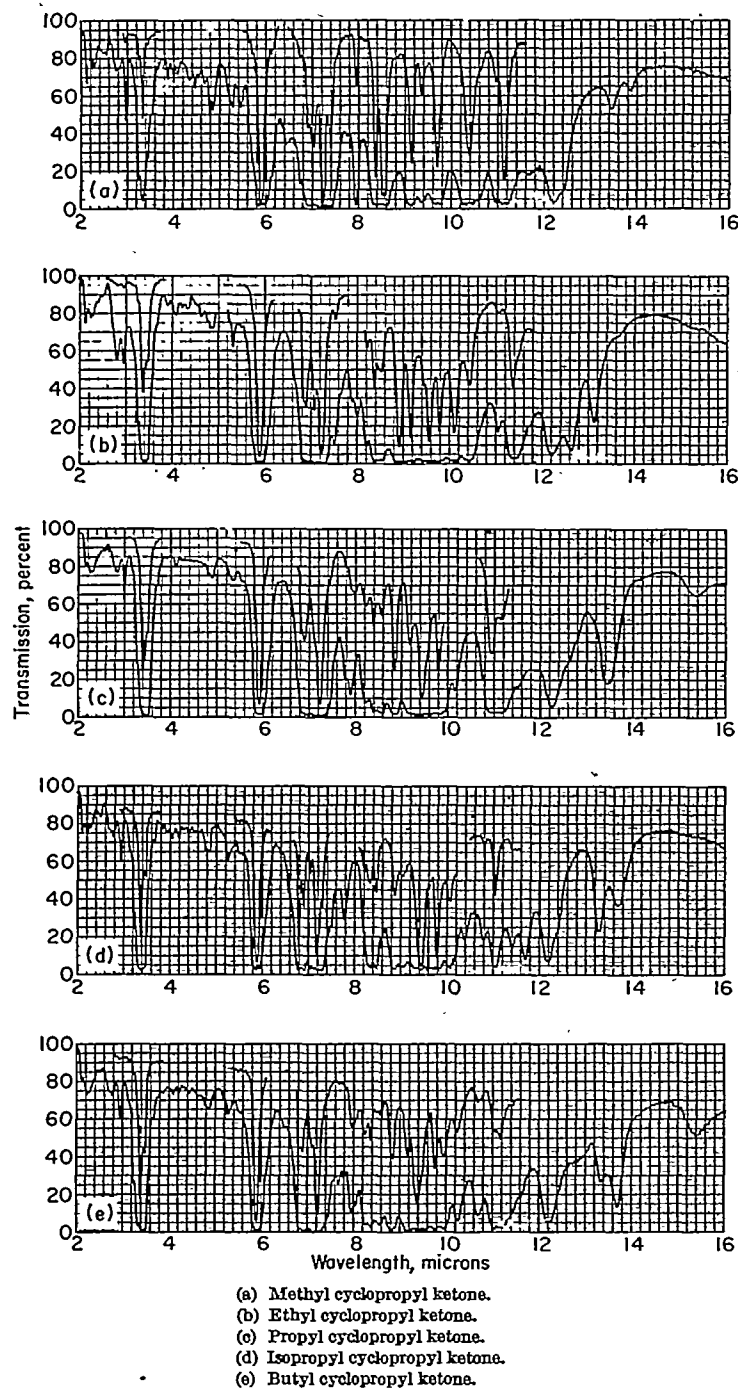 100
80
60
40
20
0
(a)
2 4 6 8 10 12 14 16
100
80
60
40
20
0
(b)
2 4 6 8 10 12 14 16
Transmission, percent
100
80
60
40
20
0
(c)
2 4 6 8 10 12 14 16
100
80
60
40
20
0
(d)
2 4 6 8 10 12 14 16
100
80
60
40
20
0
(e)
2 4 6 8 10 12 14 16
Wavelength, microns
(a) Methyl cyclopropyl ketone.
(b) Ethyl cyclopropyl ketone.
(c) Propyl cyclopropyl ketone.
(d) Isopropyl cyclopropyl ketone.
(e) Butyl cyclopropyl ketone.